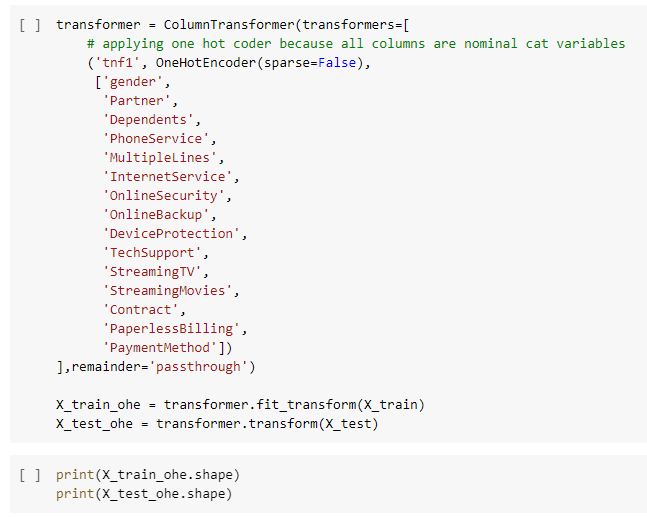 [ ] transformer = ColumnTransformer(transformers=[
# applying one hot coder because all columns are nominal cat variables
('tnf1', OneHotEncoder(sparse=False),
['gender',
'Partner',
'Dependents',
'PhoneService',
'MultipleLines',
'InternetService',
'OnlineSecurity',
'OnlineBackup',
'DeviceProtection',
'TechSupport',
'StreamingTV',
'StreamingMovies',
'Contract',
'PaperlessBilling',
'PaymentMethod'])
],remainder='passthrough')
X_train_ohe = transformer.fit_transform(X_train)
X_test_ohe = transformer.transform(X_test)
[ ] print(X_train_ohe.shape)
print(X_test_ohe.shape)